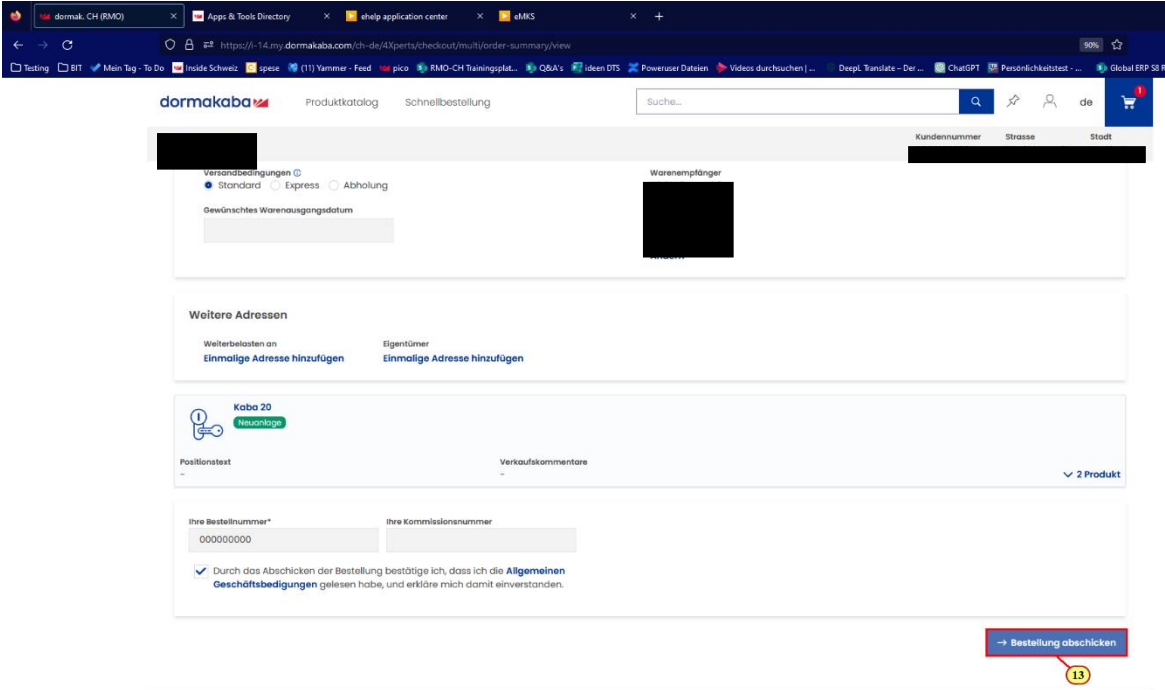 dormak. CH (RMO)
Apps & Tools Directory
ehelp application center
eMKS
https://i-14.my.dormakaba.com/ch-de/4Xperts/checkout/multi/order-summary/view
90%
Testing
BIT
Mein Tag - To Do
Inside Schweiz
spese
(11) Yammer - Feed
pico
RMO-CH Trainingsplat...
Q&A's
ideen DTS
Poweruser Dateien
Videos durchsuchen | ...
DeepL Translate – Der ...
ChatGPT
Persönlichkeitstest - ...
Global ERP S8 R
dormakaba
Produktkatalog
Schnellbestellung
Suche...
de
1
Kundennummer
Strasse
Stadt
Versandbedingungen
Warenempfänger
Standard
Express
Abholung
Gewünschtes Warenausgangsdatum
Weitere Adressen
Weiterbelasten an
Eigentümer
Einmalige Adresse hinzufügen
Einmalige Adresse hinzufügen
Kaba 20
Neuanlage
Positionstext
Verkaufskommentare
-
-
2 Produkt
Ihre Bestellnummer*
Ihre Kommissionsnummer
000000000
Durch das Abschicken der Bestellung bestätige ich, dass ich die Allgemeinen
Geschäftsbedigungen gelesen habe, und erkläre mich damit einverstanden.
→ Bestellung abschicken
13